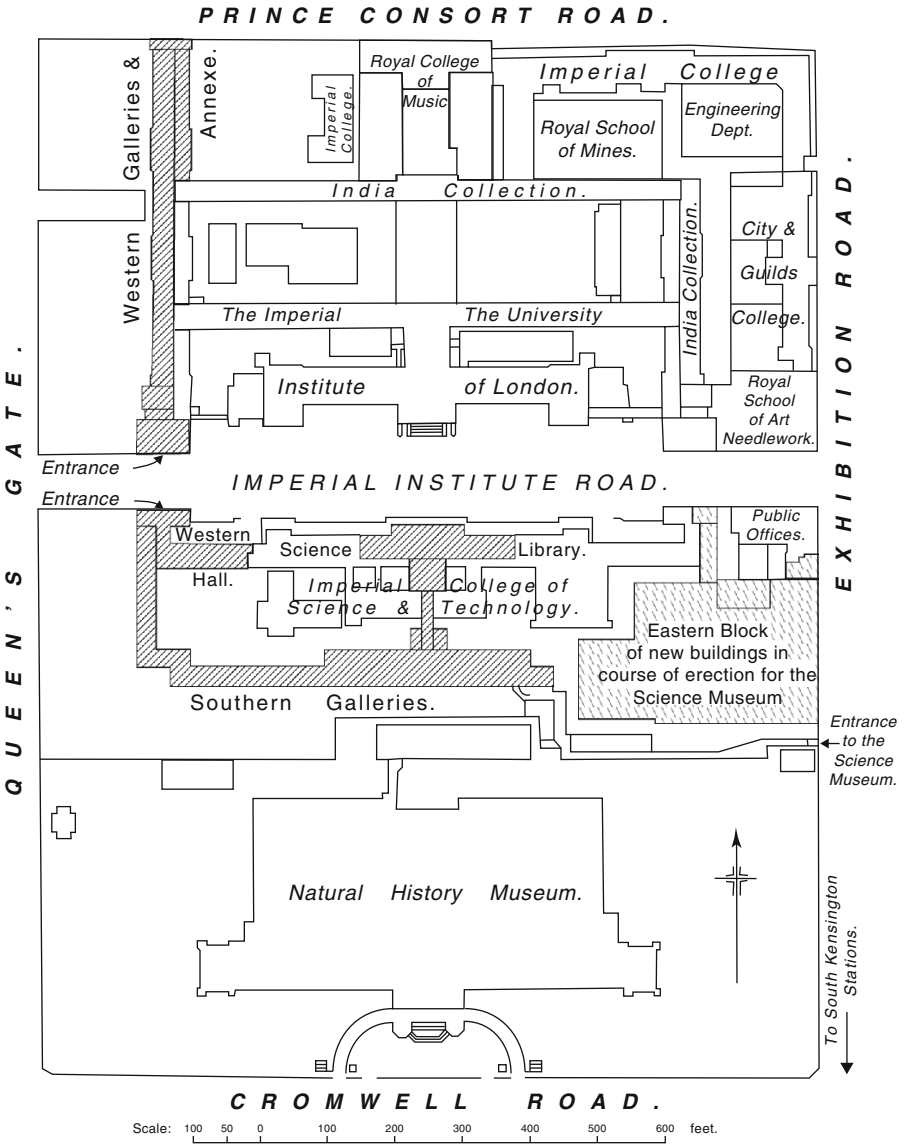 PRINCE CONSORT ROAD.
Western Galleries &
Annexe.
Imperial
College.
Royal College
of
Music
Imperial College
Engineering
Dept.
Royal School
of Mines.
India Collection.
India Collection.
City &
Guilds
College.
EXHIBITION ROAD.
The Imperial
The University
Institute
of London.
Royal
School
of Art
Needlework.
QUEEN'S GATE.
Entrance
IMPERIAL INSTITUTE ROAD.
Entrance
Western
Hall.
Science Library.
Public
Offices.
Imperial College of
Science & Technology.
Eastern Block
of new buildings in
course of erection for the
Science Museum
Southern Galleries.
Entrance
to the
Science
Museum.
Natural History Museum.
To South Kensington
Stations.
CROMWELL ROAD.
Scale: 100 50 0 100 200 300 400 500 600 feet.